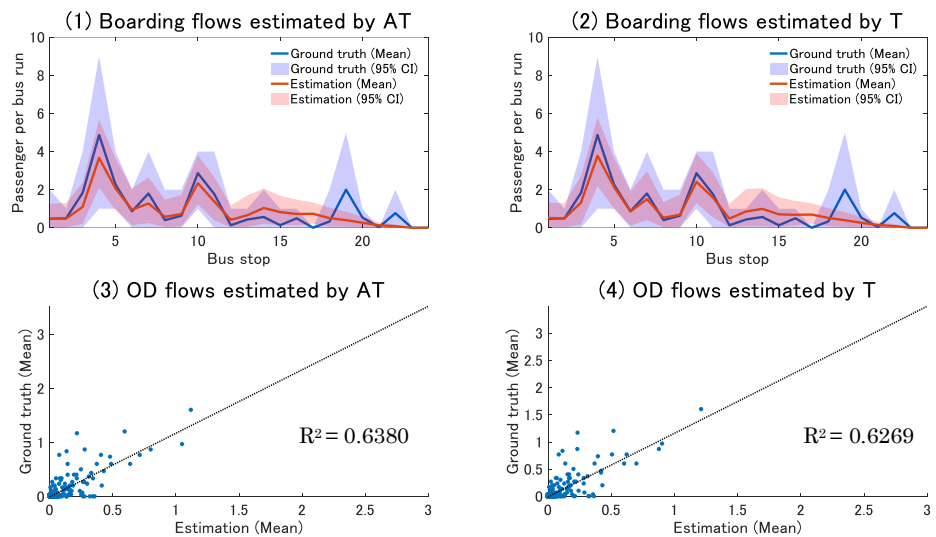 (1) Boarding flows estimated by AT
Passenger per bus run
10
8
6
4
2
0
Ground truth (Mean)
Ground truth (95% CI)
Estimation (Mean)
Estimation (95% CI)
5
10
15
20
Bus stop
(2) Boarding flows estimated by T
Passenger per bus run
10
8
6
4
2
0
Ground truth (Mean)
Ground truth (95% CI)
Estimation (Mean)
Estimation (95% CI)
5
10
15
20
Bus stop
(3) OD flows estimated by AT
Ground truth (Mean)
3
2
1
0
R² = 0.6380
0
0.5
1
1.5
2
2.5
3
Estimation (Mean)
(4) OD flows estimated by T
Ground truth (Mean)
3
2.5
2
1.5
1
0.5
0
R² = 0.6269
0
0.5
1
1.5
2
2.5
3
Estimation (Mean)